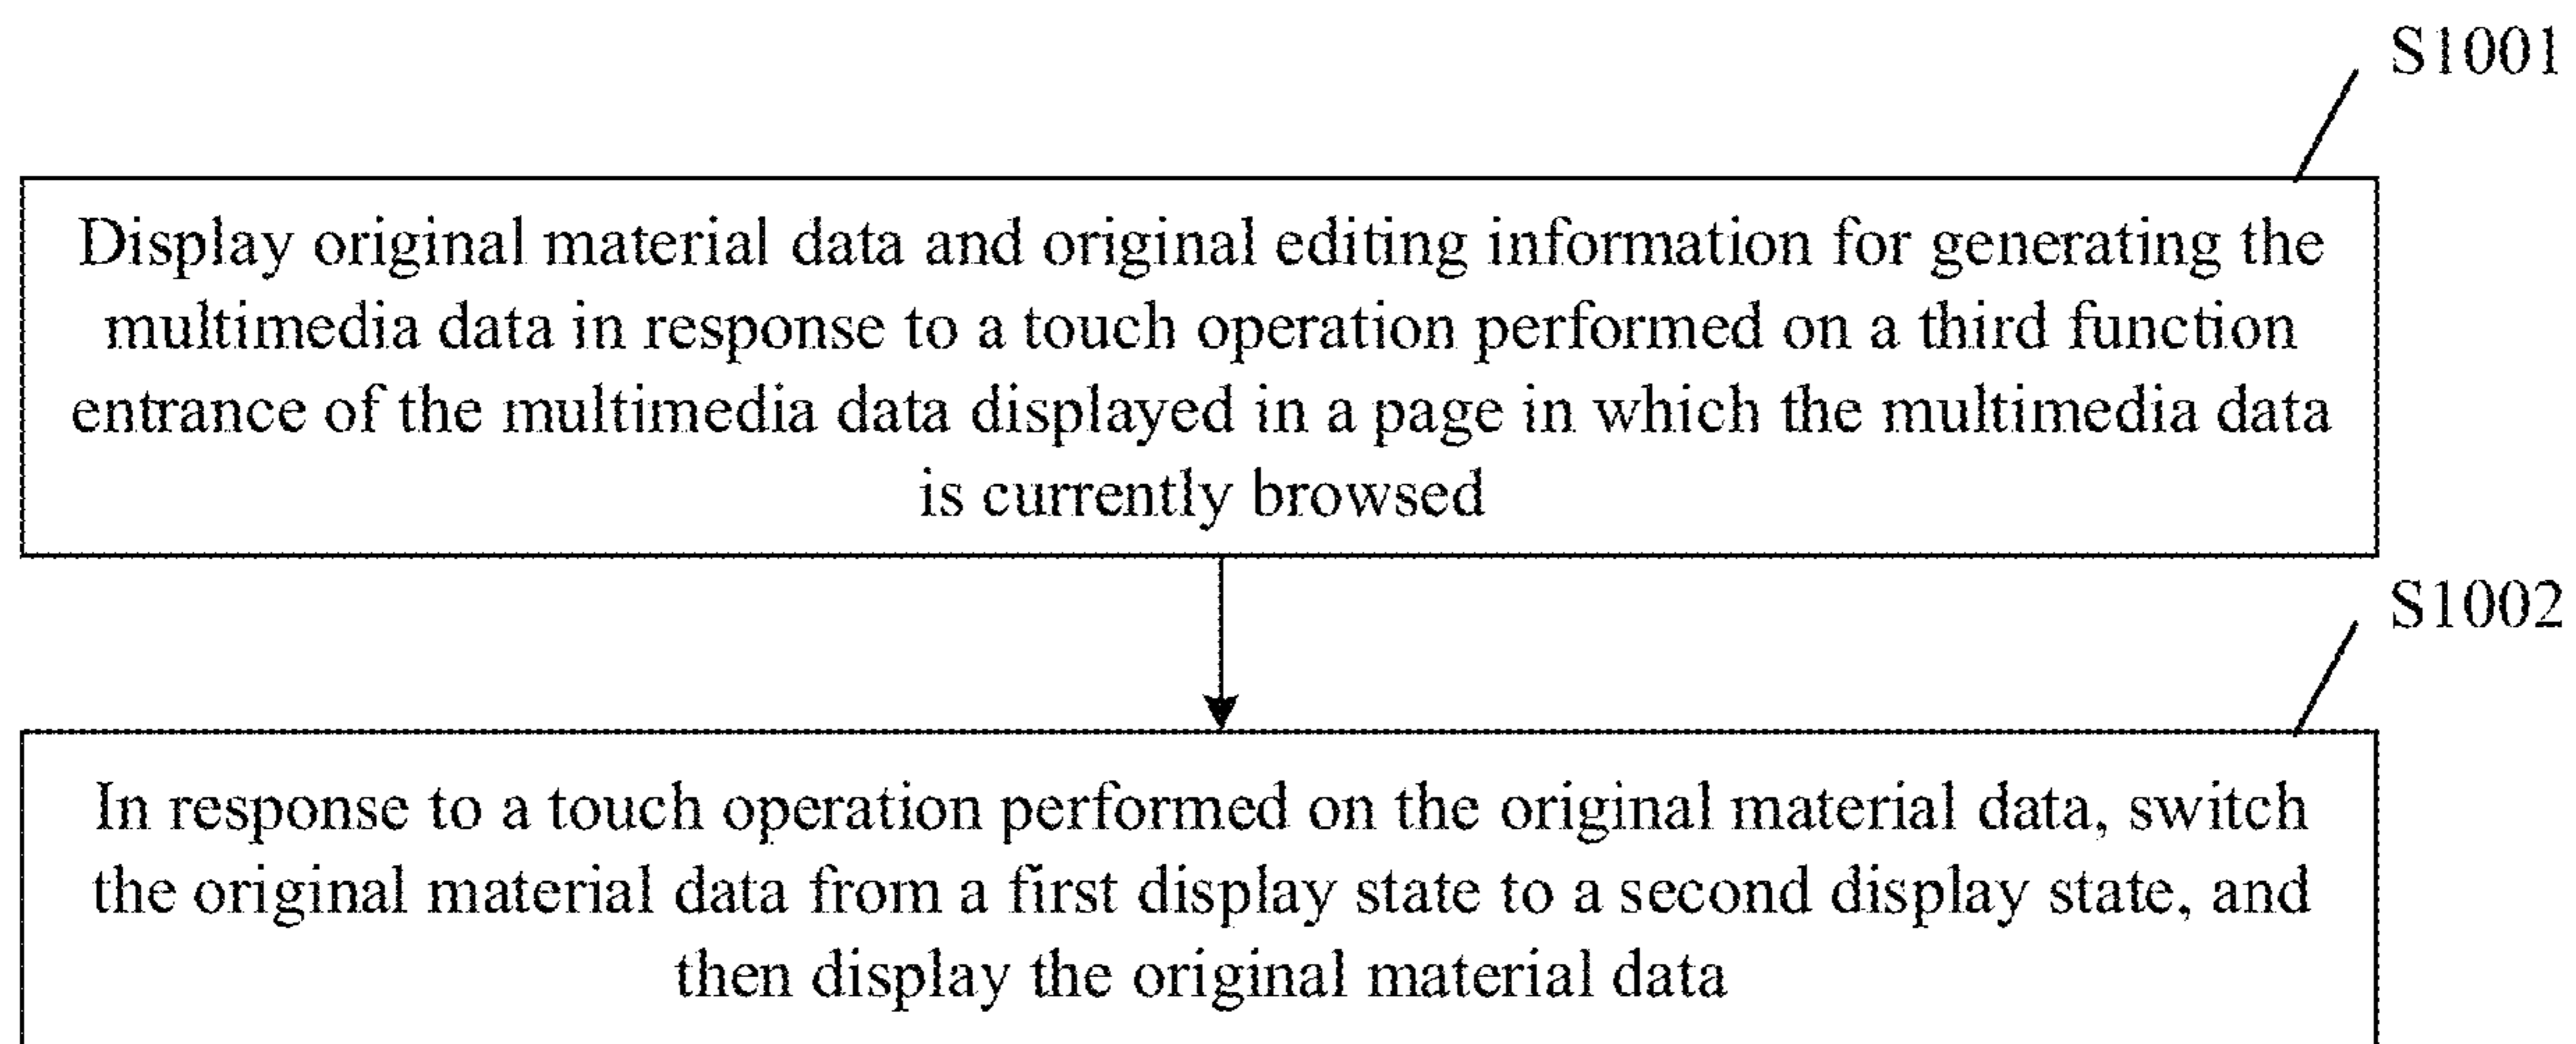 S1001
Display original material data and original editing information for generating the
multimedia data in response to a touch operation performed on a third function
entrance of the multimedia data displayed in a page in which the multimedia data
is currently browsed
S1002
In response to a touch operation performed on the original material data, switch
the original material data from a first display state to a second display state, and
then display the original material data